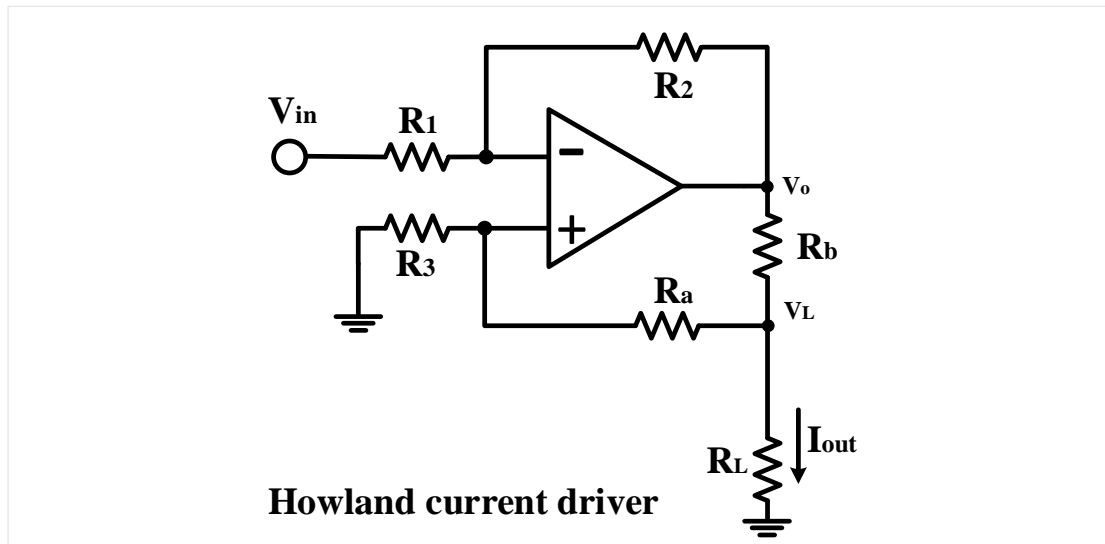 R2
Vin
R1
-
Vo
+
R3
Rb
Ra
VL
Iout
RL
Howland current driver